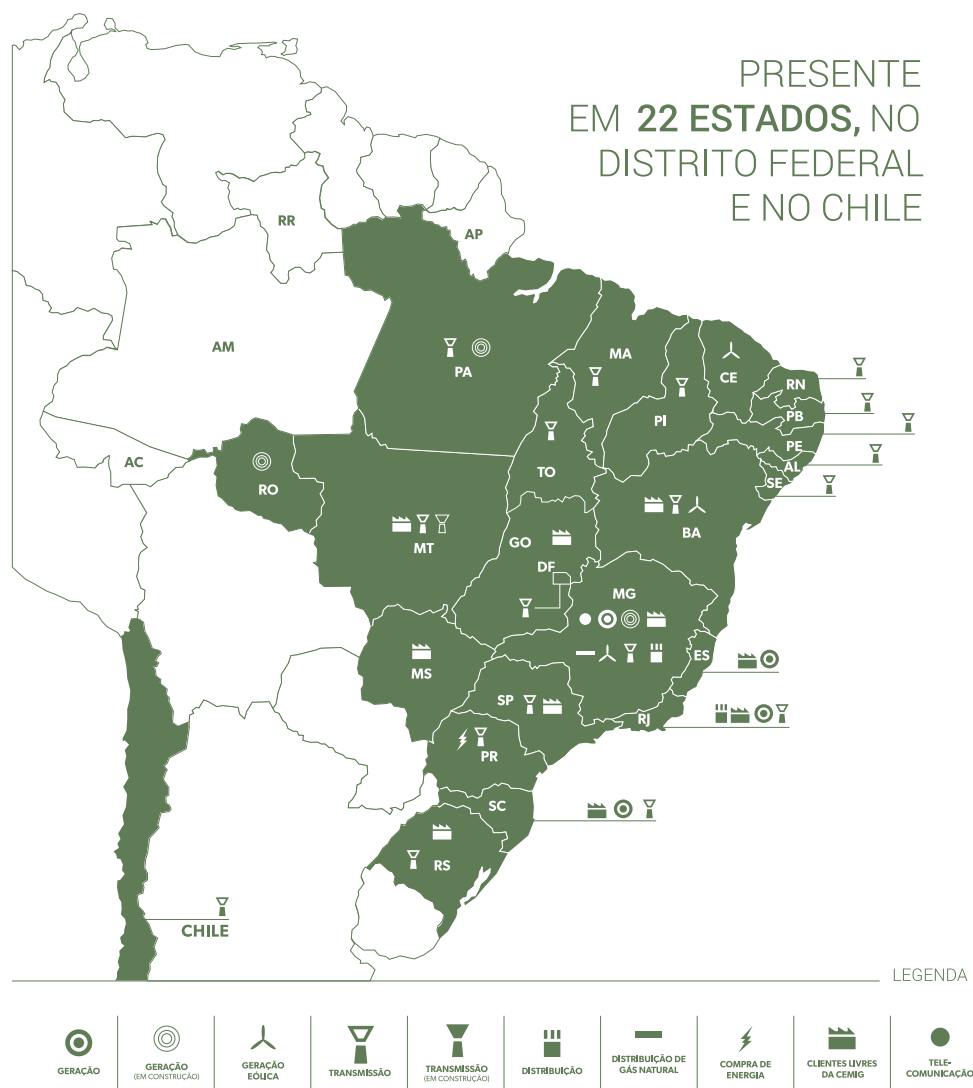 PRESENTE
EM 22 ESTADOS, NO
DISTRITO FEDERAL
E NO CHILE
RR
AP
AM
PA
MA
CE
RN
PB
PI
PE
AC
RO
TO
AL
SE
MT
GO
BA
DF
MG
MS
ES
SP
RJ
PR
SC
RS
CHILE
LEGENDA
GERAÇÃO
GERAÇÃO
(EM CONSTRUÇÃO)
GERAÇÃO
EÓLICA
TRANSMISSÃO
TRANSMISSÃO
(EM CONSTRUÇÃO)
DISTRIBUIÇÃO
DISTRIBUIÇÃO DE
GÁS NATURAL
COMPRA DE
ENERGIA
CLIENTES LIVRES
DA CEMIG
TELE-
COMUNICAÇÃO